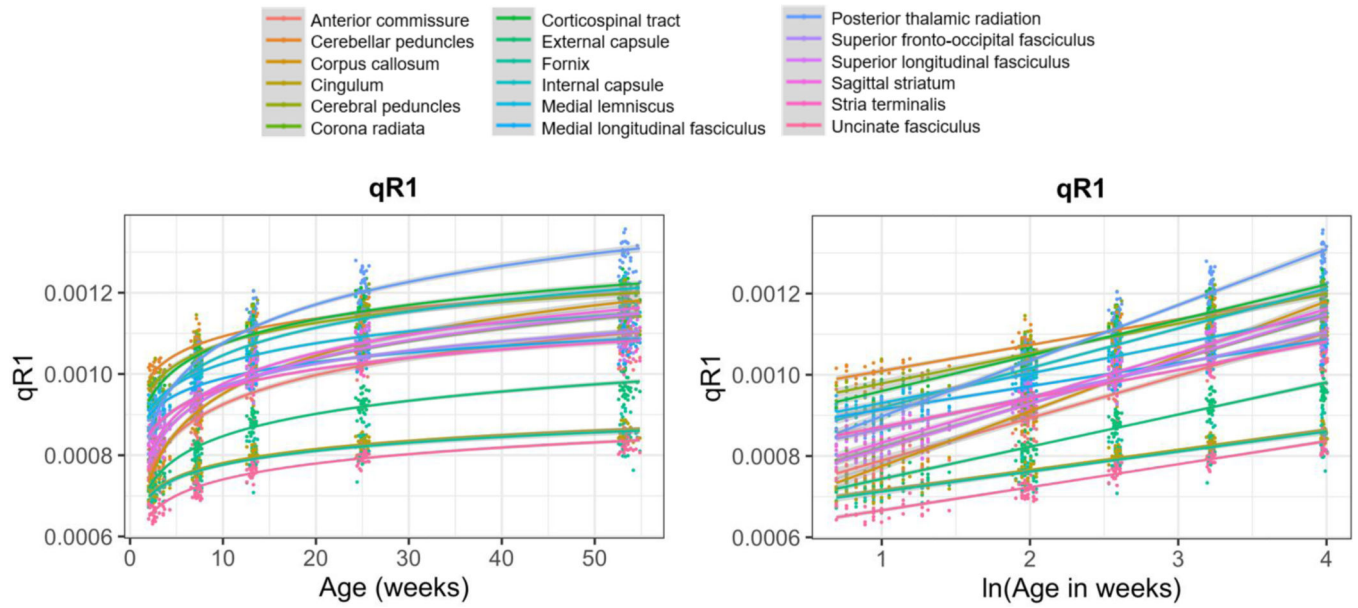 Anterior commissure
Cerebellar peduncles
Corpus callosum
Cingulum
Cerebral peduncles
Corona radiata
Corticospinal tract
External capsule
Fornix
Internal capsule
Medial lemniscus
Medial longitudinal fasciculus
Posterior thalamic radiation
Superior fronto-occipital fasciculus
Superior longitudinal fasciculus
Sagittal striatum
Stria terminalis
Uncinate fasciculus
qR1
qR1
0.0012
0.0010
0.0008
0.0006
0 10 20 30 40 50
Age (weeks)
qR1
qR1
0.0012
0.0010
0.0008
0.0006
1 2 3 4
ln(Age in weeks)